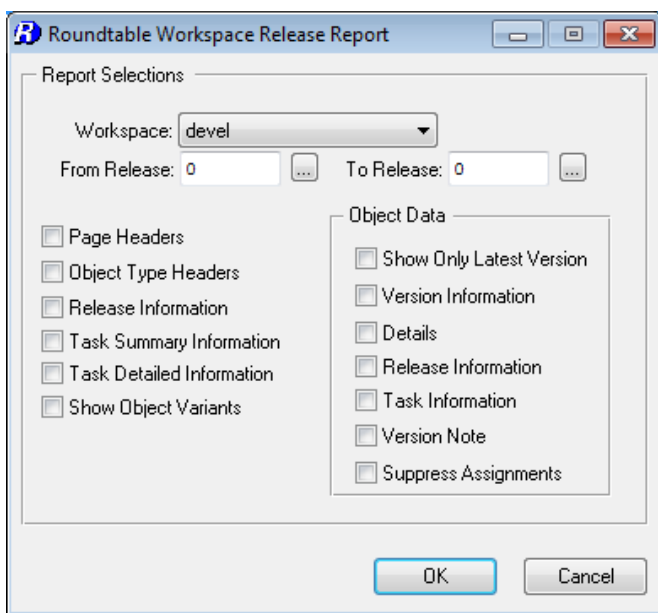 Roundtable Workspace Release Report
Report Selections
Workspace: devel
From Release: 0 ... To Release: 0 ...
Page Headers
Object Type Headers
Release Information
Task Summary Information
Task Detailed Information
Show Object Variants
Object Data
Show Only Latest Version
Version Information
Details
Release Information
Task Information
Version Note
Suppress Assignments
OK Cancel